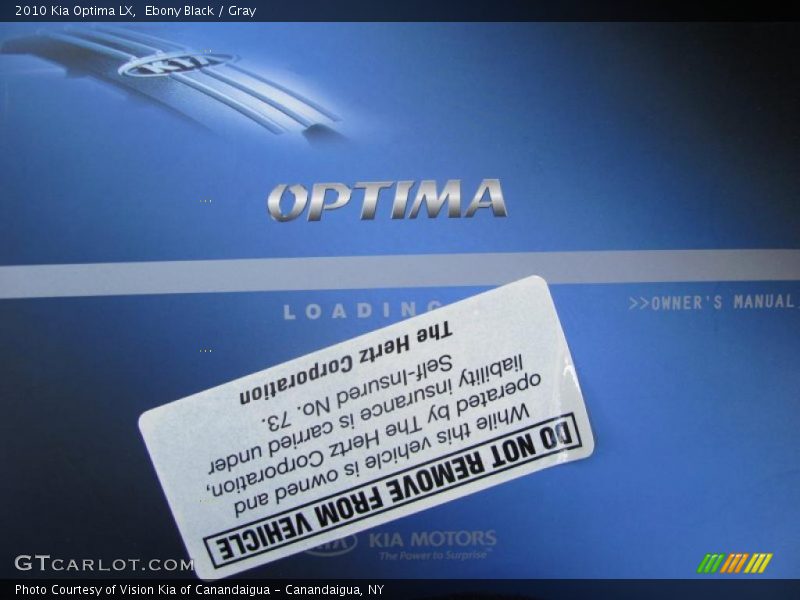 2010 Kia Optima LX, Ebony Black / Gray
KIA
OPTIMA
LOADING
>>OWNER'S MANUAL
DO NOT REMOVE FROM VEHICLE
While this vehicle is owned and
operated by The Hertz Corporation,
liability insurance is carried under
Self-Insured No. 73.
The Hertz Corporation
KIA KIA MOTORS
The Power to Surprise
GTCARLOT.COM
Photo Courtesy of Vision Kia of Canandaigua - Canandaigua, NY